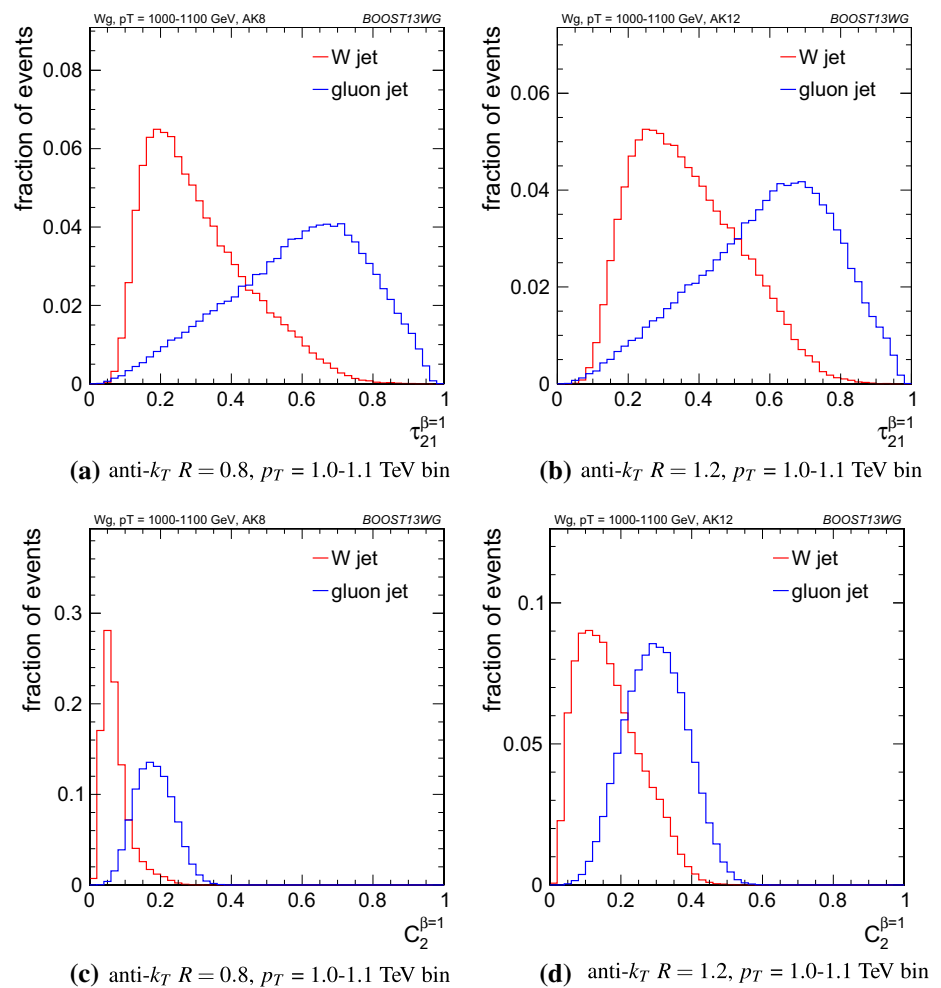 Wg, pT = 1000-1100 GeV, AK8 BOOST13WG
fraction of events
W jet
gluon jet
0.08
0.06
0.04
0.02
0
0 0.2 0.4 0.6 0.8 1
τ21^β=1
(a) anti-kT R = 0.8, pT = 1.0-1.1 TeV bin
Wg, pT = 1000-1100 GeV, AK12 BOOST13WG
fraction of events
W jet
gluon jet
0.06
0.04
0.02
0
0 0.2 0.4 0.6 0.8 1
τ21^β=1
(b) anti-kT R = 1.2, pT = 1.0-1.1 TeV bin
Wg, pT = 1000-1100 GeV, AK8 BOOST13WG
fraction of events
W jet
gluon jet
0.3
0.2
0.1
0
0 0.2 0.4 0.6 0.8 1
C2^β=1
(c) anti-kT R = 0.8, pT = 1.0-1.1 TeV bin
Wg, pT = 1000-1100 GeV, AK12 BOOST13WG
fraction of events
W jet
gluon jet
0.1
0.05
0
0 0.2 0.4 0.6 0.8 1
C2^β=1
(d) anti-kT R = 1.2, pT = 1.0-1.1 TeV bin